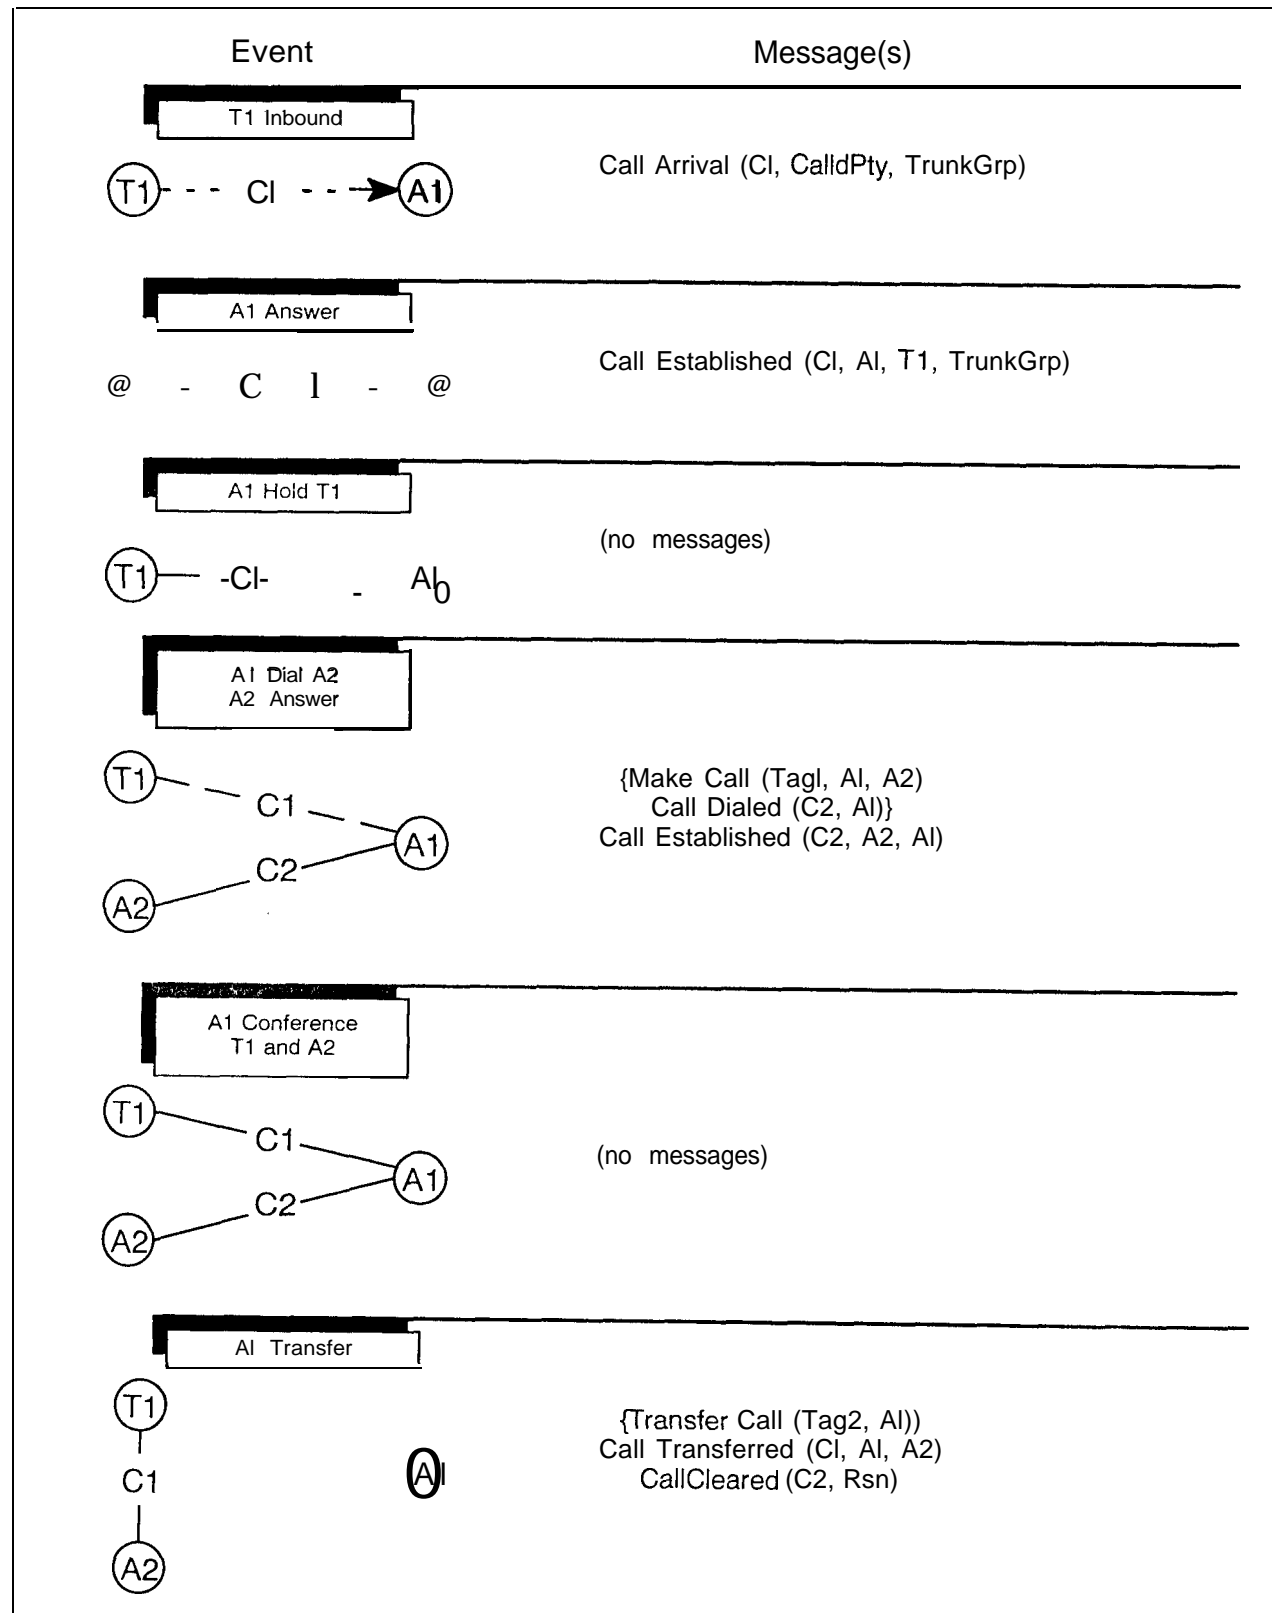 Event Message(s)
T1 Inbound
Call Arrival (Cl, CalldPty, TrunkGrp)
T1 - - - Cl - - - A1
A1 Answer
Call Established (Cl, Al, T1, TrunkGrp)
@ - C l - @
A1 Hold T1
(no messages)
T1 -Cl- - Al0
Al Dial A2
A2 Answer
T1
C1
A1
C2
A2
{Make Call (Tagl, Al, A2)
Call Dialed (C2, Al)}
Call Established (C2, A2, Al)
A1 Conference
T1 and A2
T1
C1
A1
C2
A2
(no messages)
Al Transfer
T1
C1
A2
Al
{Transfer Call (Tag2, Al))
Call Transferred (Cl, Al, A2)
CallCleared (C2, Rsn)